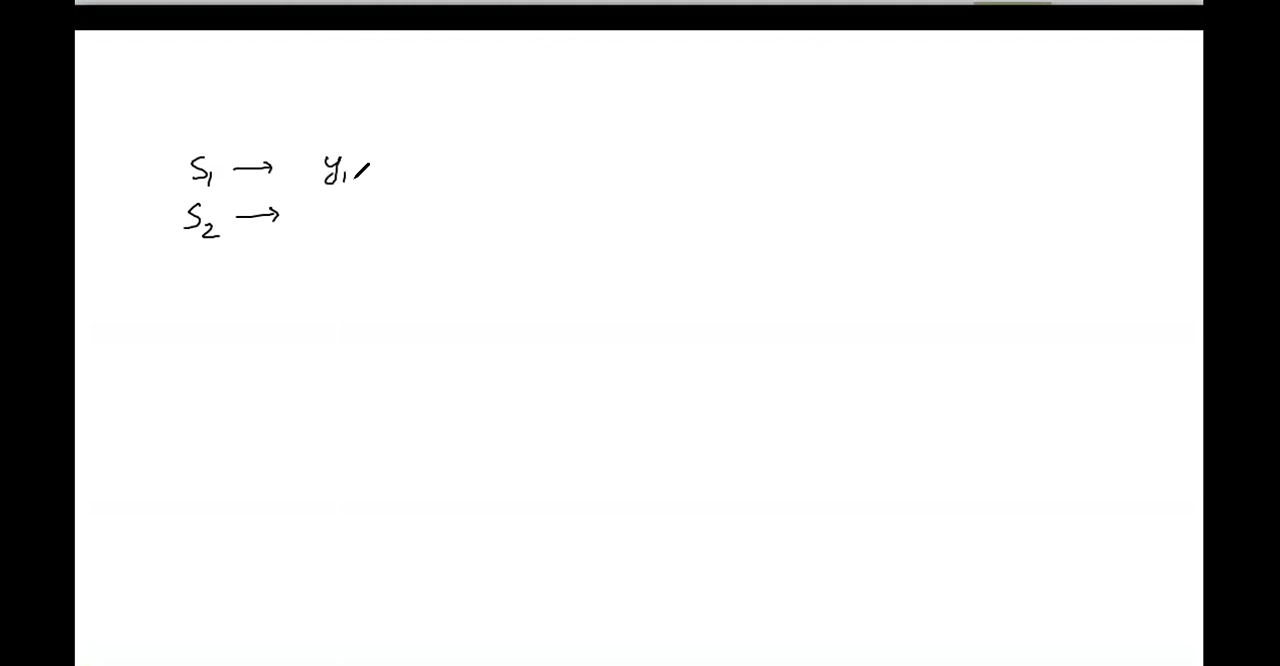 S₁ → y₁
S₂ →